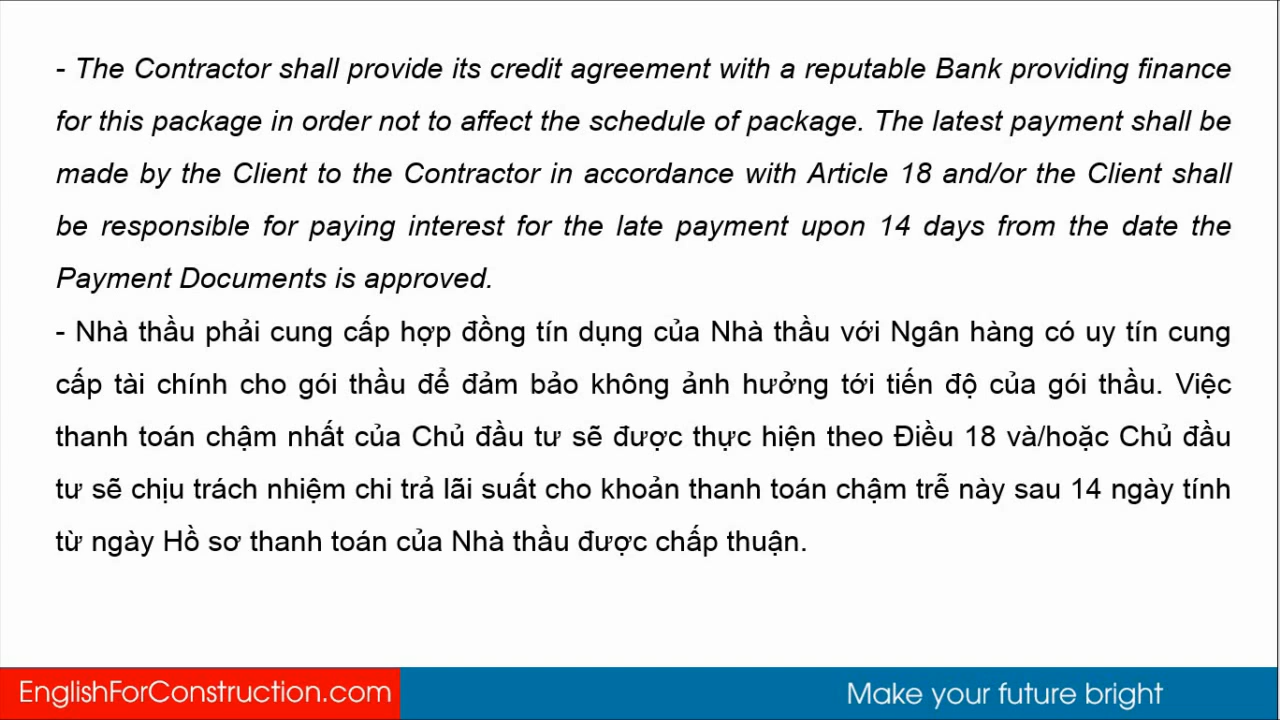 - The Contractor shall provide its credit agreement with a reputable Bank providing finance
for this package in order not to affect the schedule of package. The latest payment shall be
made by the Client to the Contractor in accordance with Article 18 and/or the Client shall
be responsible for paying interest for the late payment upon 14 days from the date the
Payment Documents is approved.
- Nhà thầu phải cung cấp hợp đồng tín dụng của Nhà thầu với Ngân hàng có uy tín cung
cấp tài chính cho gói thầu để đảm bảo không ảnh hưởng tới tiến độ của gói thầu. Việc
thanh toán chậm nhất của Chủ đầu tư sẽ được thực hiện theo Điều 18 và/hoặc Chủ đầu
tư sẽ chịu trách nhiệm chi trả lãi suất cho khoản thanh toán chậm trễ này sau 14 ngày tính
từ ngày Hồ sơ thanh toán của Nhà thầu được chấp thuận.
EnglishForConstruction.com
Make your future bright